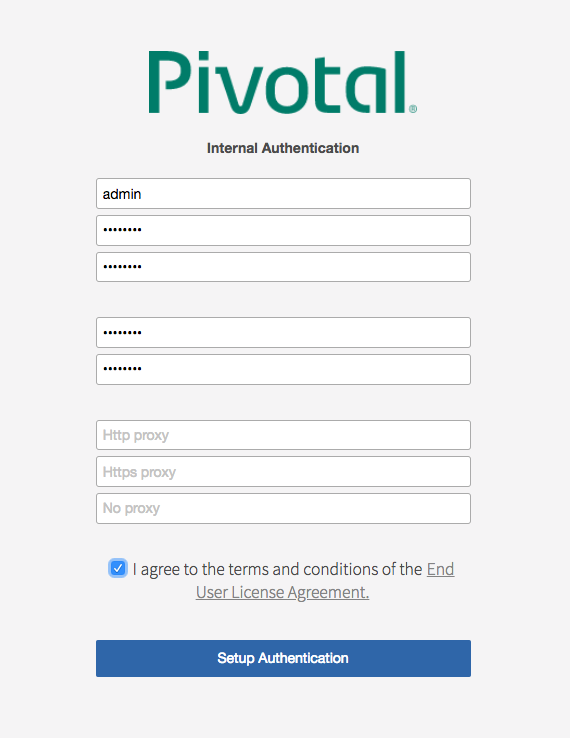 Pivotal®
Internal Authentication
admin
••••••••
••••••••
••••••••
••••••••
Http proxy
Https proxy
No proxy
I agree to the terms and conditions of the End
User License Agreement.
Setup Authentication